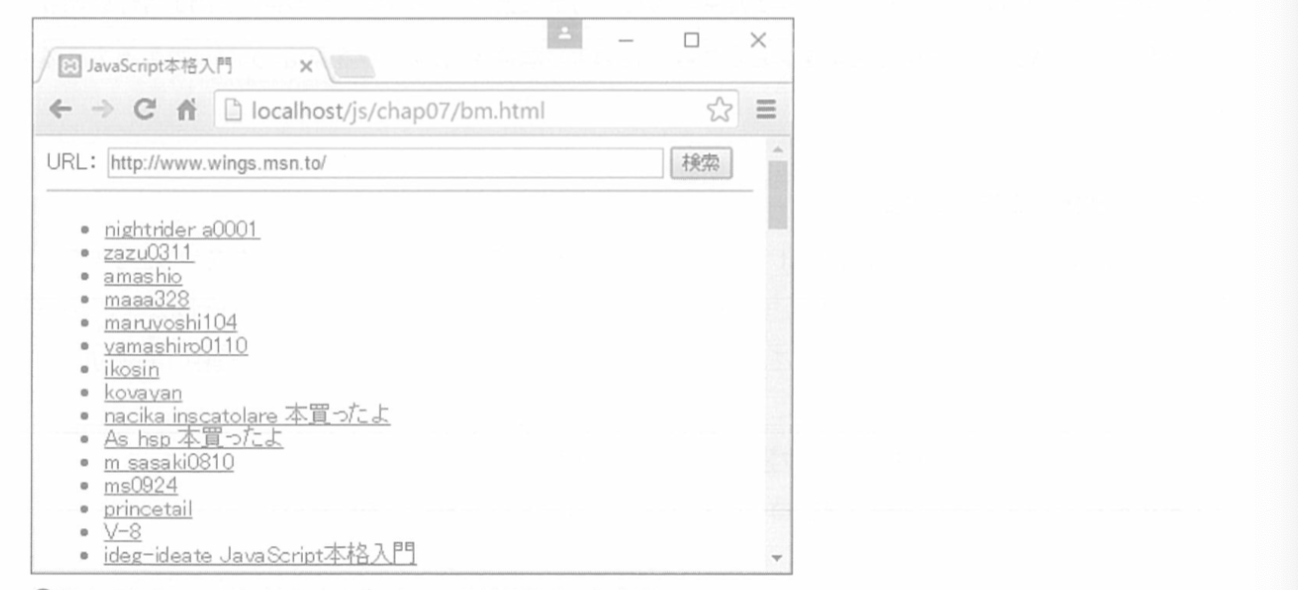 JavaScript本格入門
localhost/js/chap07/bm.html
URL: http://www.wings.msn.to/ 検索
nightrider a0001
zazu0311
amashio
maaa328
maruyoshi104
yamashiro0110
ikosin
kovayan
nacika inscatolare 本買ったよ
As hsp 本買ったよ
m sasaki0810
ms0924
princetail
V-8
ideg-ideate JavaScript本格入門